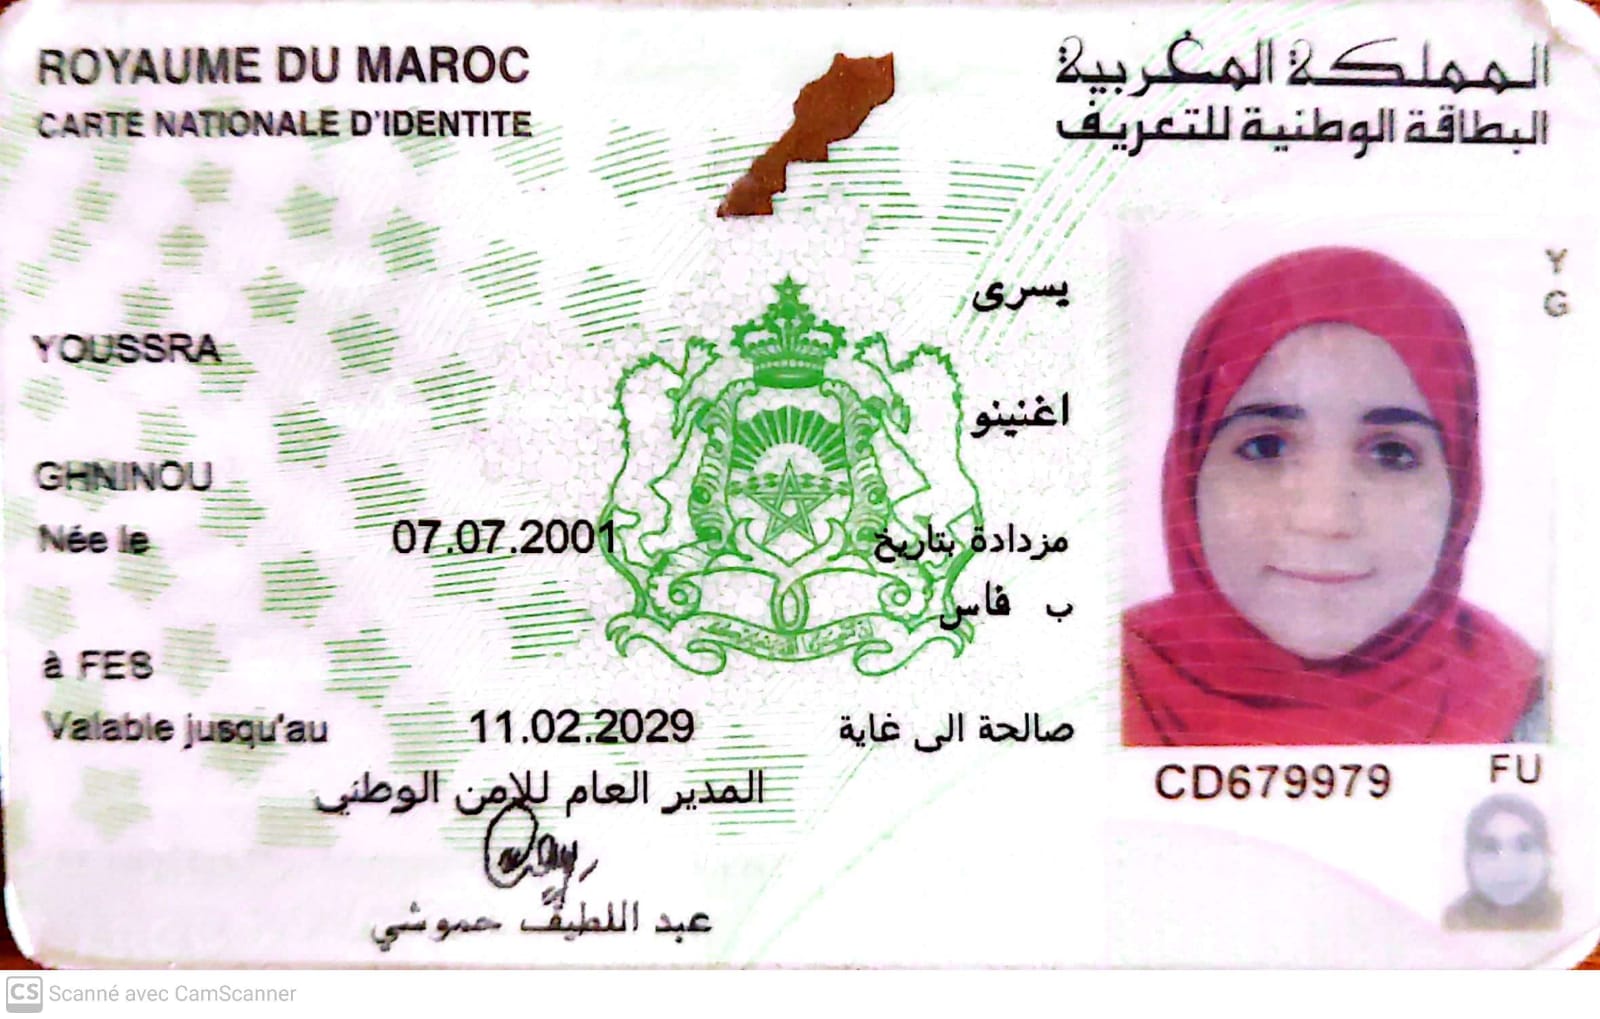 ROYAUME DU MAROC
المملكة المغربية
CARTE NATIONALE D'IDENTITE
البطاقة الوطنية للتعريف
Y
G
يسرى
YOUSSRA
اغنينو
GHNINOU
Née le 07.07.2001 مزدادة بتاريخ
ب فاس
à FES
Valable jusqu'au 11.02.2029 صالحة الى غاية
CD679979
FU
المدير العام للامن الوطني
عبد اللطيف حموشي
CS Scanné avec CamScanner